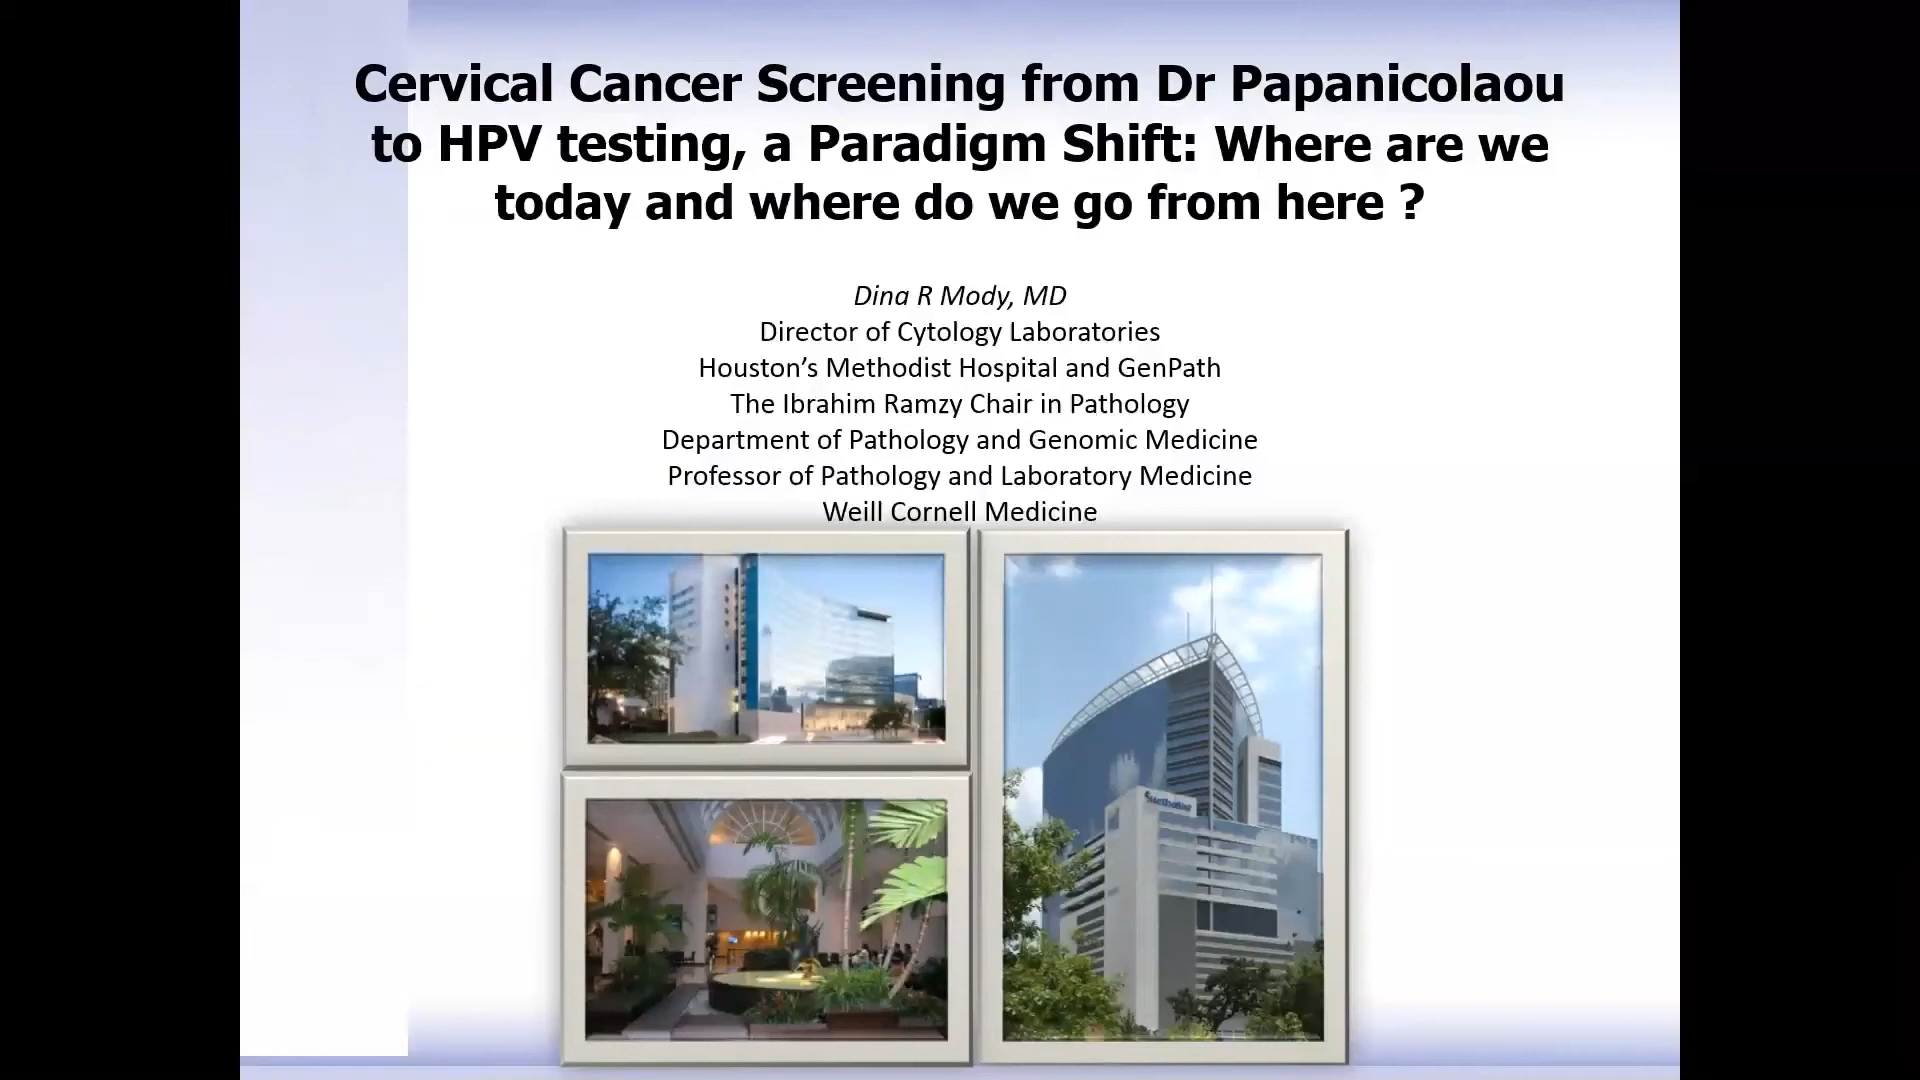 Cervical Cancer Screening from Dr Papanicolaou
to HPV testing, a Paradigm Shift: Where are we
today and where do we go from here ?
Dina R Mody, MD
Director of Cytology Laboratories
Houston’s Methodist Hospital and GenPath
The Ibrahim Ramzy Chair in Pathology
Department of Pathology and Genomic Medicine
Professor of Pathology and Laboratory Medicine
Weill Cornell Medicine